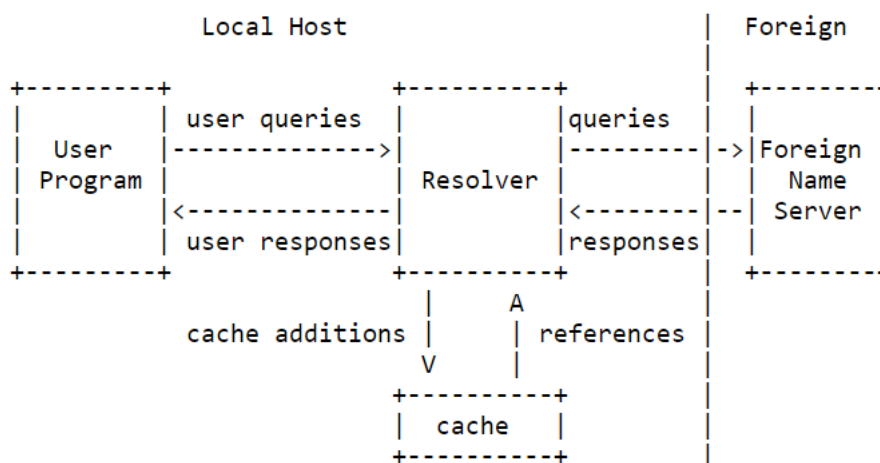 Local Host | Foreign
|
+---------+ +----------+ | +--------
| | user queries | |queries | |
| User |-------------->| |---------|->|Foreign
| Program | | Resolver | | | Name
| |<--------------| |<--------|--| Server
| | user responses| |responses| |
+---------+ +----------+ | +--------
| A |
cache additions | | references |
V | |
+----------+ |
| cache | |
+----------+ |